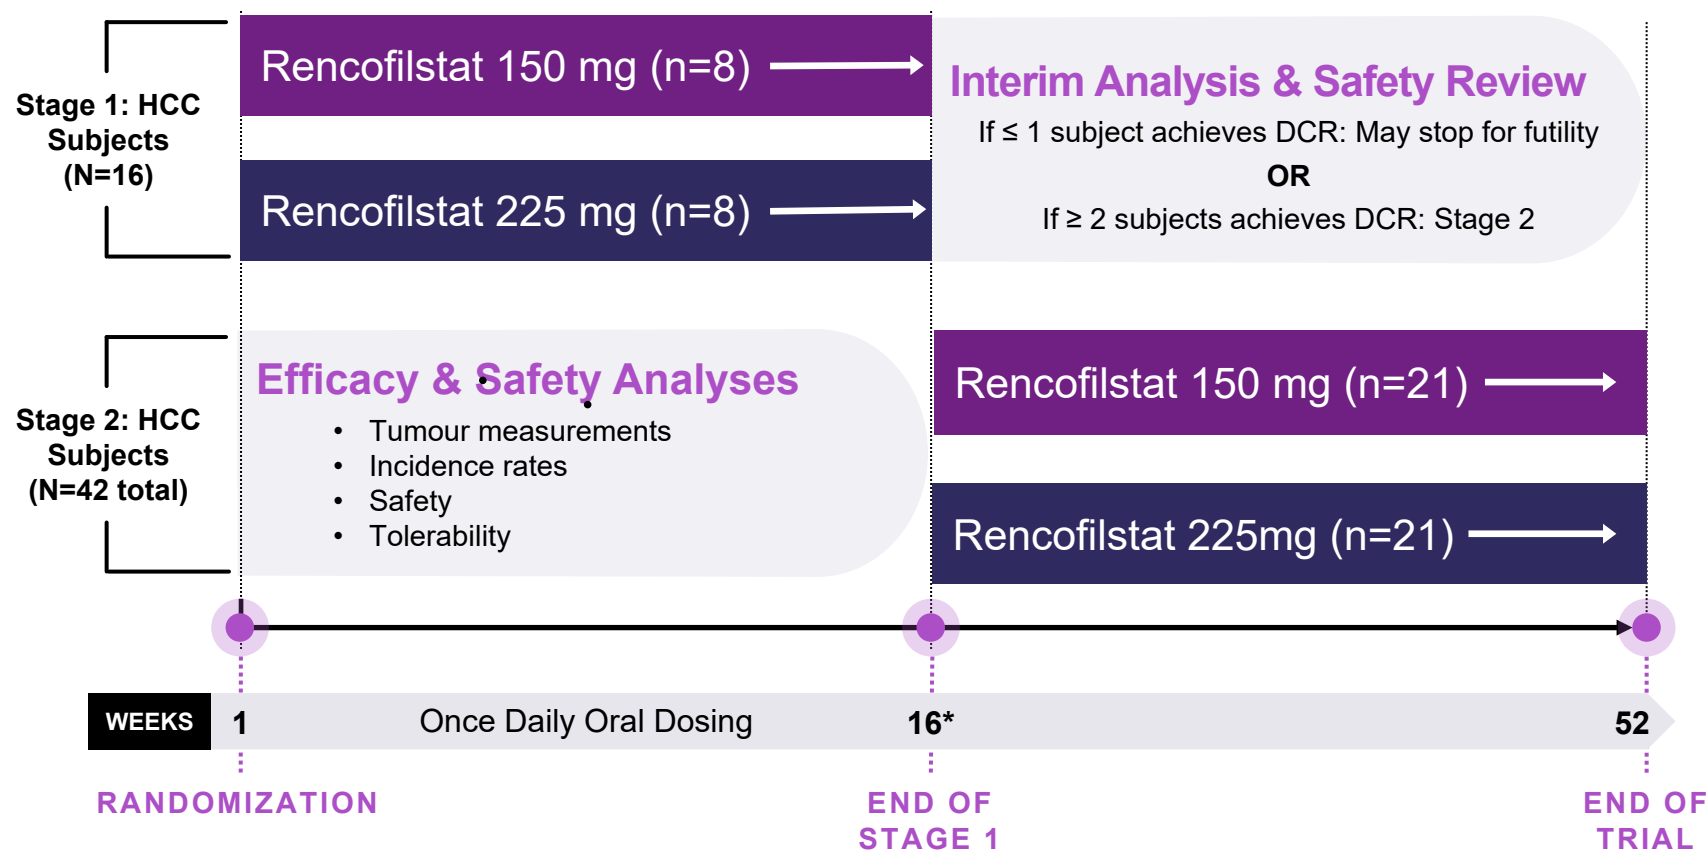 Stage 1: HCC
Subjects
(N=16)
Rencofilstat 150 mg (n=8)
Rencofilstat 225 mg (n=8)
Interim Analysis & Safety Review
If ≤ 1 subject achieves DCR: May stop for futility
OR
If ≥ 2 subjects achieves DCR: Stage 2
Stage 2: HCC
Subjects
(N=42 total)
Efficacy & Safety Analyses
• Tumour measurements
• Incidence rates
• Safety
• Tolerability
Rencofilstat 150 mg (n=21)
Rencofilstat 225mg (n=21)
WEEKS 1 Once Daily Oral Dosing 16* 52
RANDOMIZATION
END OF
STAGE 1
END OF
TRIAL